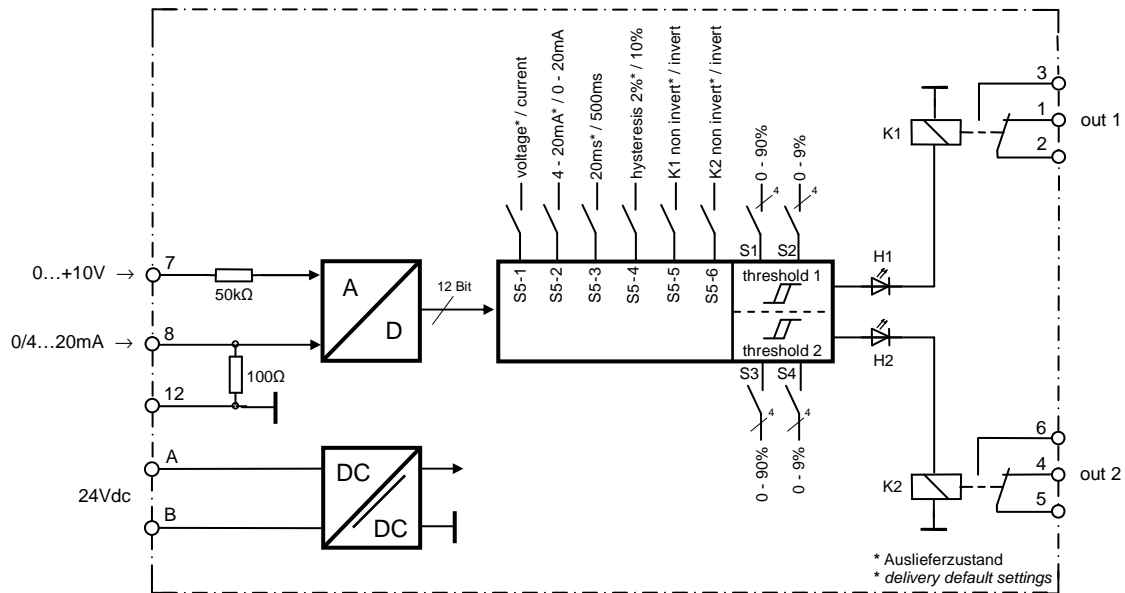 voltage* / current
4 - 20mA* / 0 - 20mA
20ms* / 500ms
hysteresis 2%* / 10%
K1 non invert* / invert
K2 non invert* / invert
0 - 90%
0 - 9%
4
4
S5-1
S5-2
S5-3
S5-4
S5-5
S5-6
S1
S2
threshold 1
threshold 2
S3
S4
4
4
0 - 90%
0 - 9%
0…+10V →
7
50kΩ
0/4…20mA →
8
100Ω
12
A
D
12 Bit
24Vdc
A
B
DC
DC
H1
H2
K1
3
1
2
out 1
K2
6
4
5
out 2
* Auslieferzustand
* delivery default settings